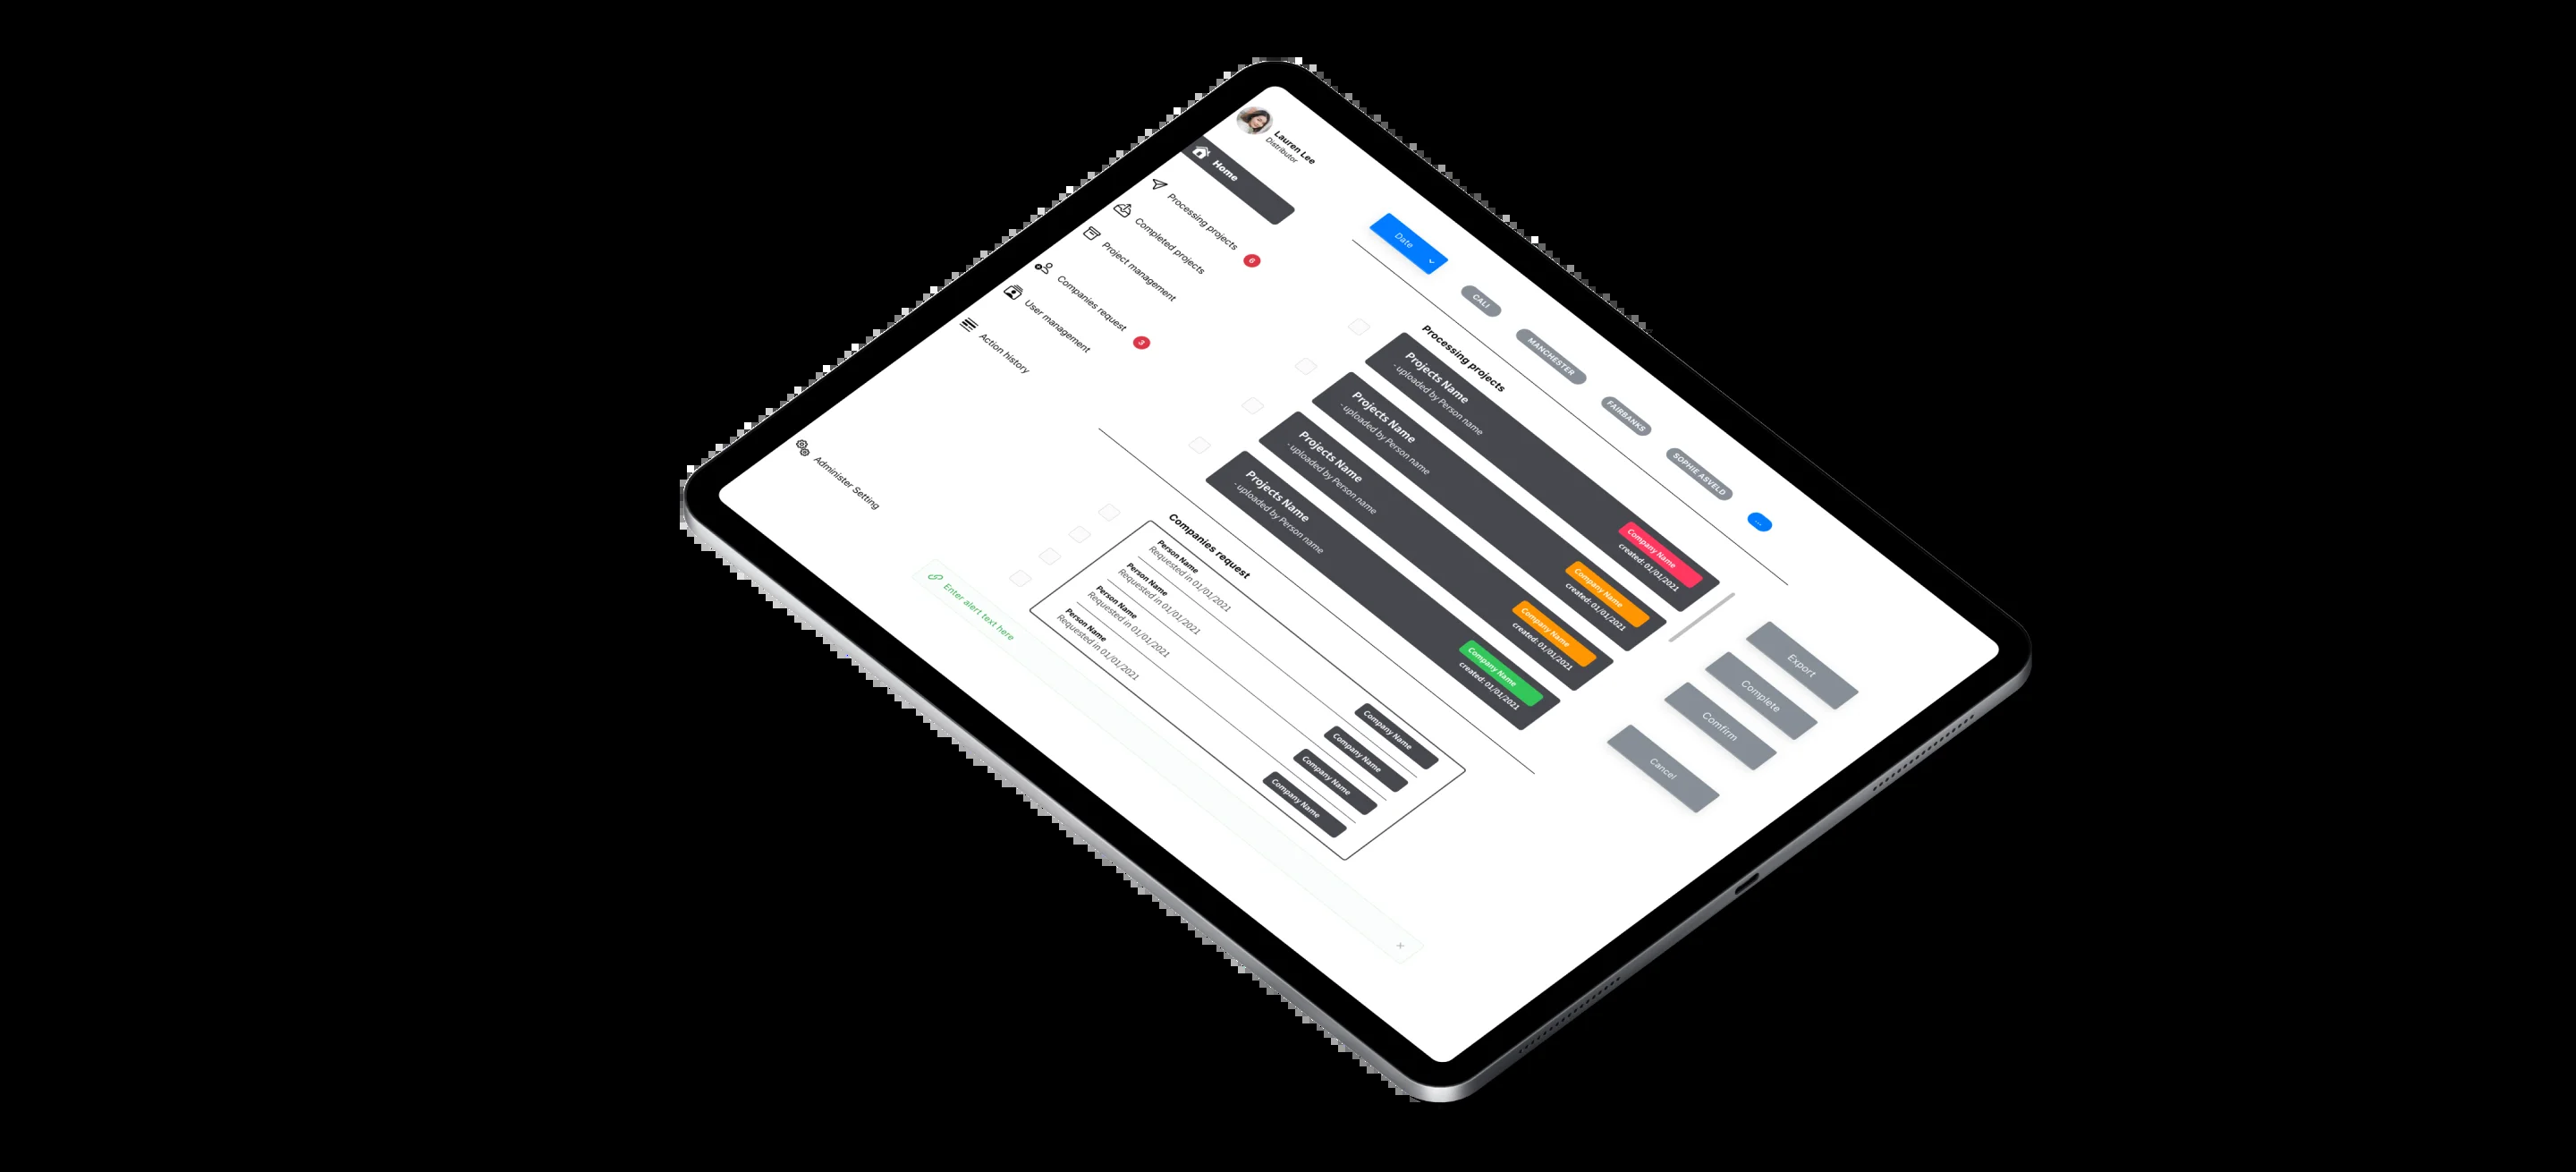 Lauren Lee
Distributor
Home
Processing projects
6
Completed projects
Project management
Companies request
3
User management
Action history
Administer Setting
Date
CALI
MANCHESTER
FAIRBANKS
SOPHIE ASVELD
...
Processing projects
Projects Name
- uploaded by Person name
Company Name
created: 01/01/2021
Projects Name
- uploaded by Person name
Company Name
created: 01/01/2021
Projects Name
- uploaded by Person name
Company Name
created: 01/01/2021
Projects Name
- uploaded by Person name
Company Name
created: 01/01/2021
Companies request
Person Name
Requested in 01/01/2021
Company Name
Person Name
Requested in 01/01/2021
Company Name
Person Name
Requested in 01/01/2021
Company Name
Person Name
Requested in 01/01/2021
Company Name
Export
Complete
Comfirm
Cancel
Enter alert text here